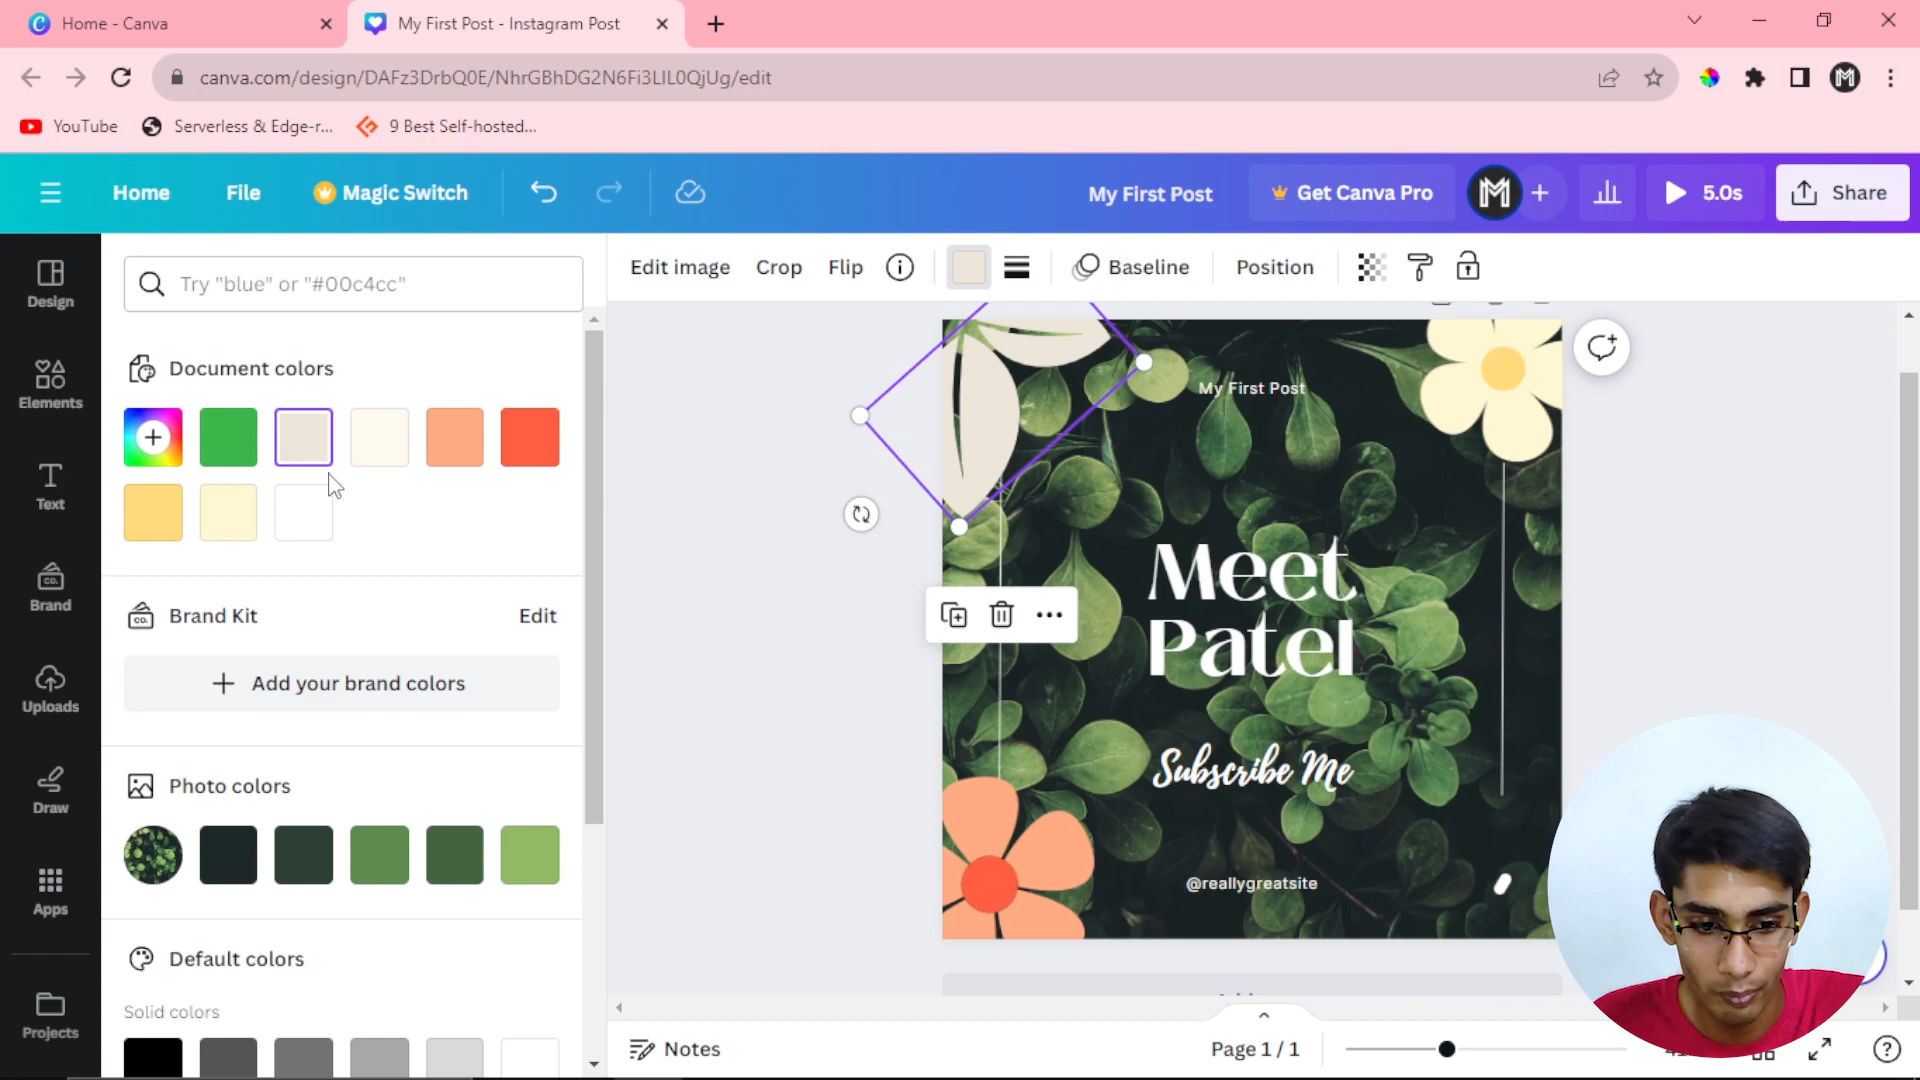 Home - Canva
My First Post - Instagram Post
canva.com/design/DAFz3DrbQ0E/NhrGBhDG2N6Fi3LIL0QjUg/edit
YouTube
Serverless & Edge-r...
9 Best Self-hosted...
Home
File
Magic Switch
My First Post
Get Canva Pro
5.0s
Share
Design
Elements
Text
Brand
Uploads
Draw
Apps
Projects
Try "blue" or "#00c4cc"
Document colors
Brand Kit
Edit
Add your brand colors
Photo colors
Default colors
Solid colors
Edit image
Crop
Flip
Baseline
Position
My First Post
Meet
Patel
Subscribe Me
@reallygreatsite
Notes
Page 1 / 1